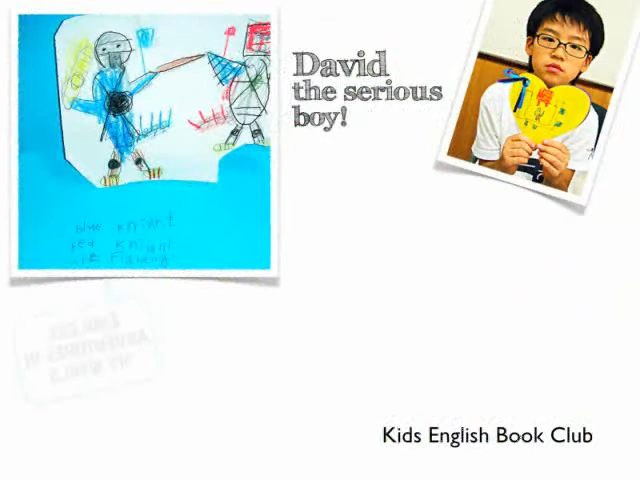 David
the serious
boy!
blue knight
red knight
are Fighting
Kids English Book Club